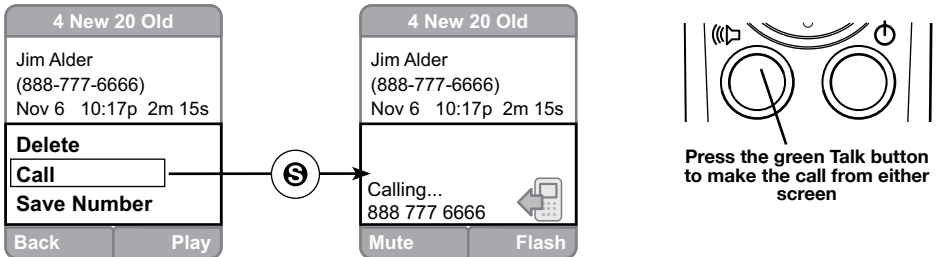 4 New 20 Old
Jim Alder
(888-777-6666)
Nov 6 10:17p 2m 15s
Delete
Call
Save Number
Back Play
S
4 New 20 Old
Jim Alder
(888-777-6666)
Nov 6 10:17p 2m 15s
Calling...
888 777 6666
Mute Flash
Press the green Talk button
to make the call from either
screen